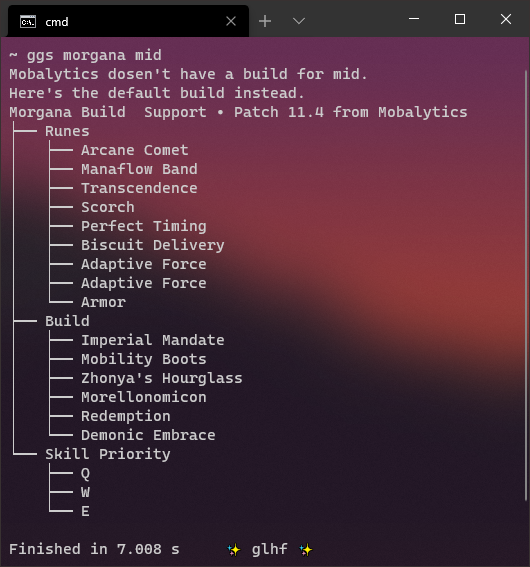 cmd
~ ggs morgana mid
Mobalytics dosen't have a build for mid.
Here's the default build instead.
Morgana Build  Support • Patch 11.4 from Mobalytics
Runes
Arcane Comet
Manaflow Band
Transcendence
Scorch
Perfect Timing
Biscuit Delivery
Adaptive Force
Adaptive Force
Armor
Build
Imperial Mandate
Mobility Boots
Zhonya's Hourglass
Morellonomicon
Redemption
Demonic Embrace
Skill Priority
Q
W
E
Finished in 7.008 s ✨ glhf ✨